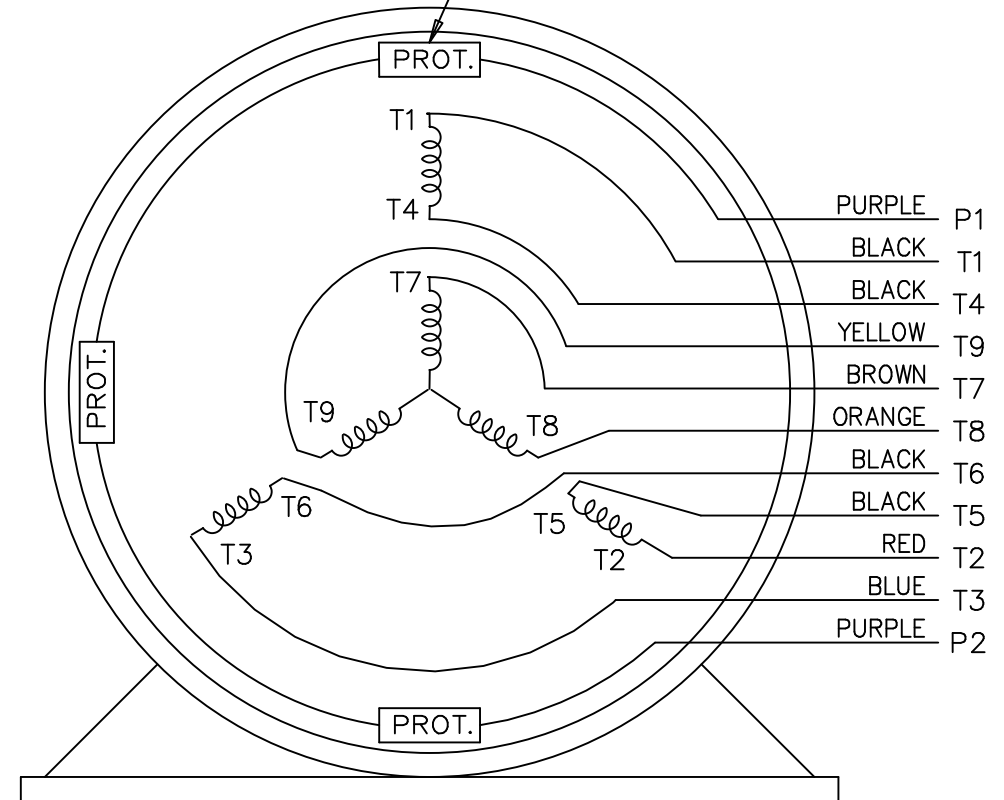 PROT.
T1
T4
T7
PROT.
T9
T8
T6
T3
T5
T2
PROT.
PURPLE P1
BLACK T1
BLACK T4
YELLOW T9
BROWN T7
ORANGE T8
BLACK T6
BLACK T5
RED T2
BLUE T3
PURPLE P2